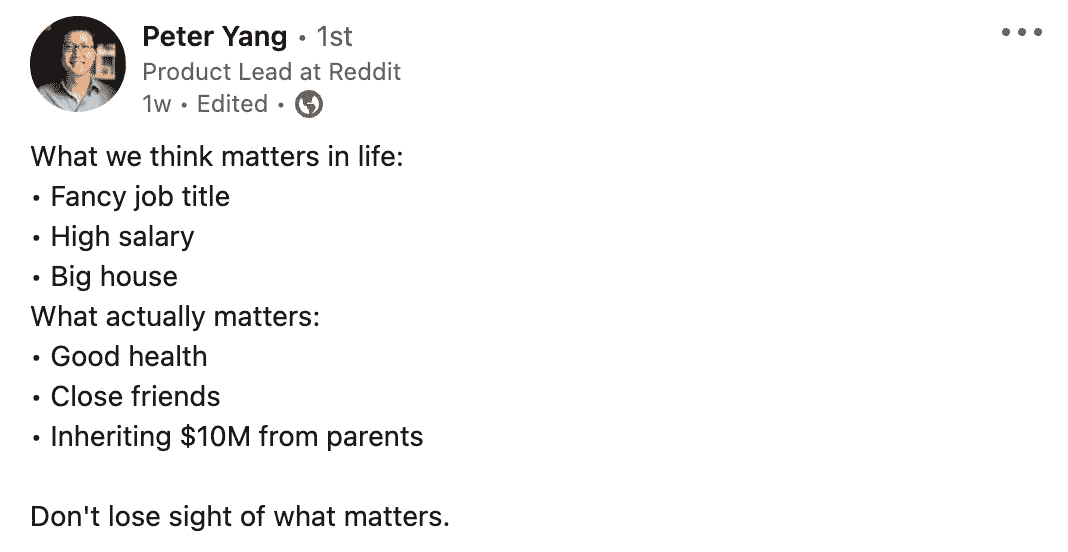 Peter Yang • 1st
Product Lead at Reddit
1w • Edited •
What we think matters in life:
• Fancy job title
• High salary
• Big house
What actually matters:
• Good health
• Close friends
• Inheriting $10M from parents
Don't lose sight of what matters.